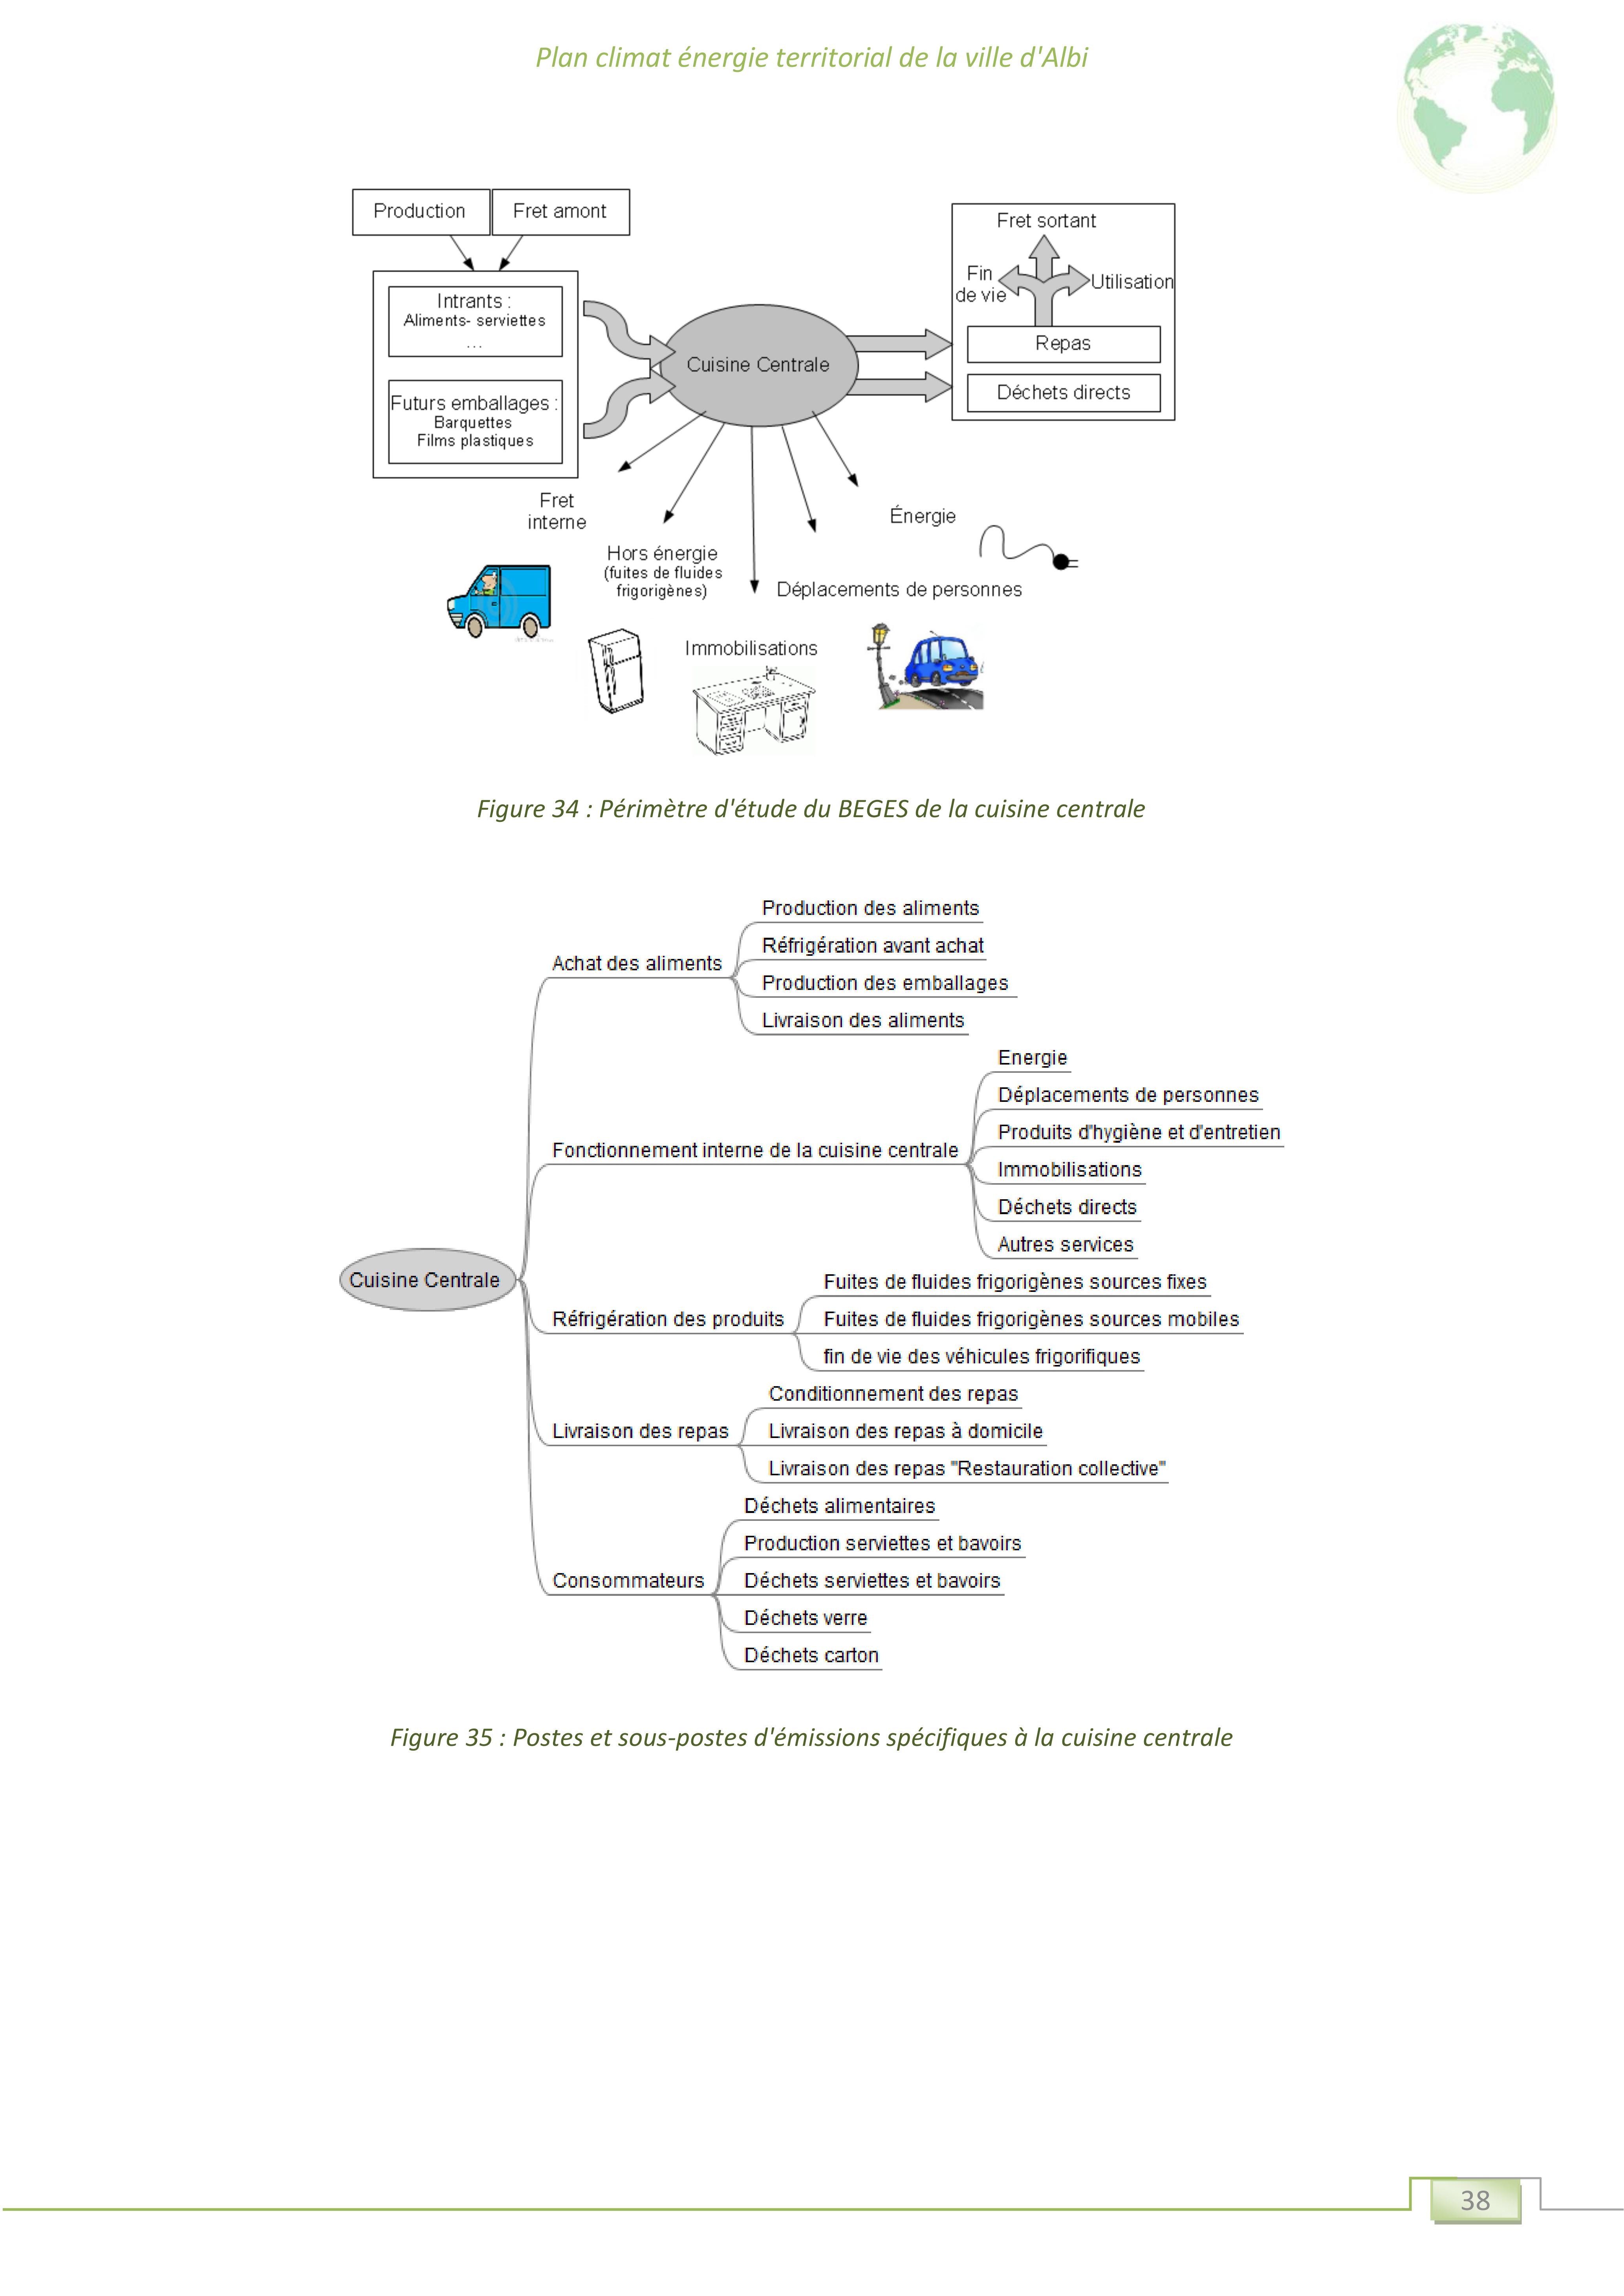 Plan climat énergie territorial de la ville d'Albi
Production
Fret amont
Intrants :
Aliments- serviettes
...
Futurs emballages :
Barquettes
Films plastiques
Cuisine Centrale
Fret sortant
Fin
de vie
Utilisation
Repas
Déchets directs
Fret
interne
Hors énergie
(fuites de fluides
frigorigènes)
Immobilisations
Déplacements de personnes
Énergie
Figure 34 : Périmètre d'étude du BEGES de la cuisine centrale
Cuisine Centrale
Achat des aliments
Production des aliments
Réfrigération avant achat
Production des emballages
Livraison des aliments
Fonctionnement interne de la cuisine centrale
Energie
Déplacements de personnes
Produits d'hygiène et d'entretien
Immobilisations
Déchets directs
Autres services
Réfrigération des produits
Fuites de fluides frigorigènes sources fixes
Fuites de fluides frigorigènes sources mobiles
fin de vie des véhicules frigorifiques
Livraison des repas
Conditionnement des repas
Livraison des repas à domicile
Livraison des repas "Restauration collective"
Consommateurs
Déchets alimentaires
Production serviettes et bavoirs
Déchets serviettes et bavoirs
Déchets verre
Déchets carton
Figure 35 : Postes et sous-postes d'émissions spécifiques à la cuisine centrale
38